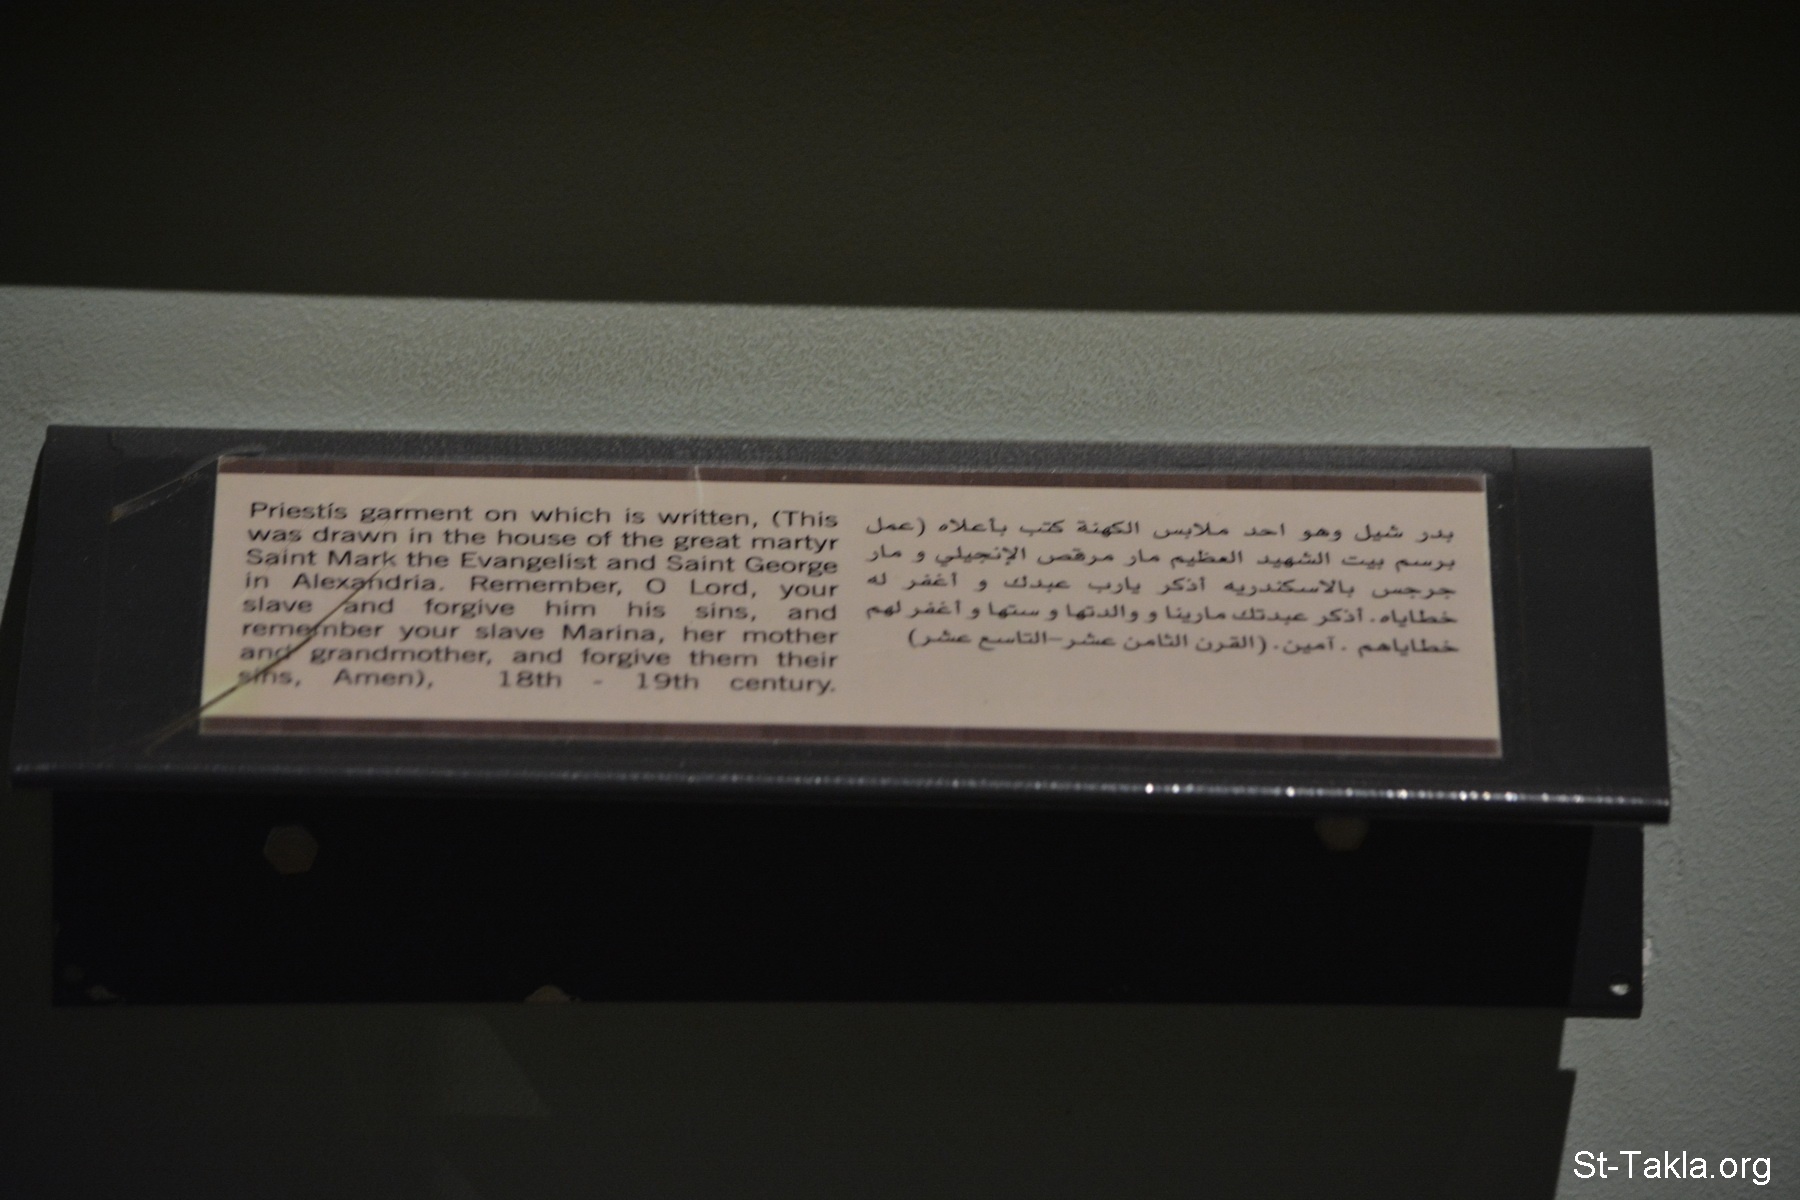 Priestís garment on which is written, (This
was drawn in the house of the great martyr
Saint Mark the Evangelist and Saint George
in Alexandria. Remember, O Lord, your
slave and forgive him his sins, and
remember your slave Marina, her mother
and grandmother, and forgive them their
sins, Amen), 18th - 19th century.
بدر شيل وهو احد ملابس الكهنة كتب بأعلاه (عمل
برسم بيت الشهيد العظيم مار مرقص الإنجيلي و مار
جرجس بالاسكندريه أذكر يارب عبدك و أغفر له
خطاياه. أذكر عبدتك مارينا و والدتها و ستها و أغفر لهم
خطاياهم . آمين. (القرن الثامن عشر-التاسع عشر)
St-Takla.org